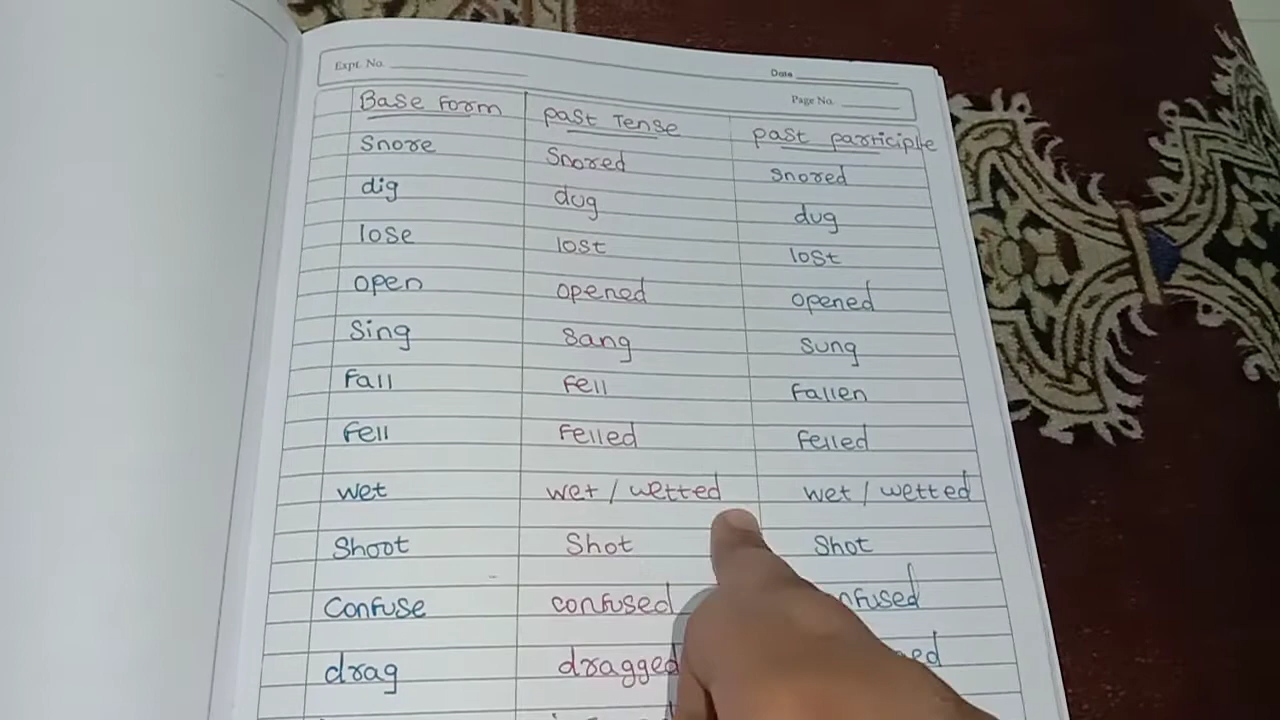 Expt. No.
Date
Page No.
Base Form past Tense past participle
Snore Snored Snored
dig dug dug
lose lost lost
open opened opened
Sing Sang Sung
Fall Fell Fallen
Fell Felled Felled
wet wet / wetted wet / wetted
Shoot Shot Shot
Confuse confused
drag dragged